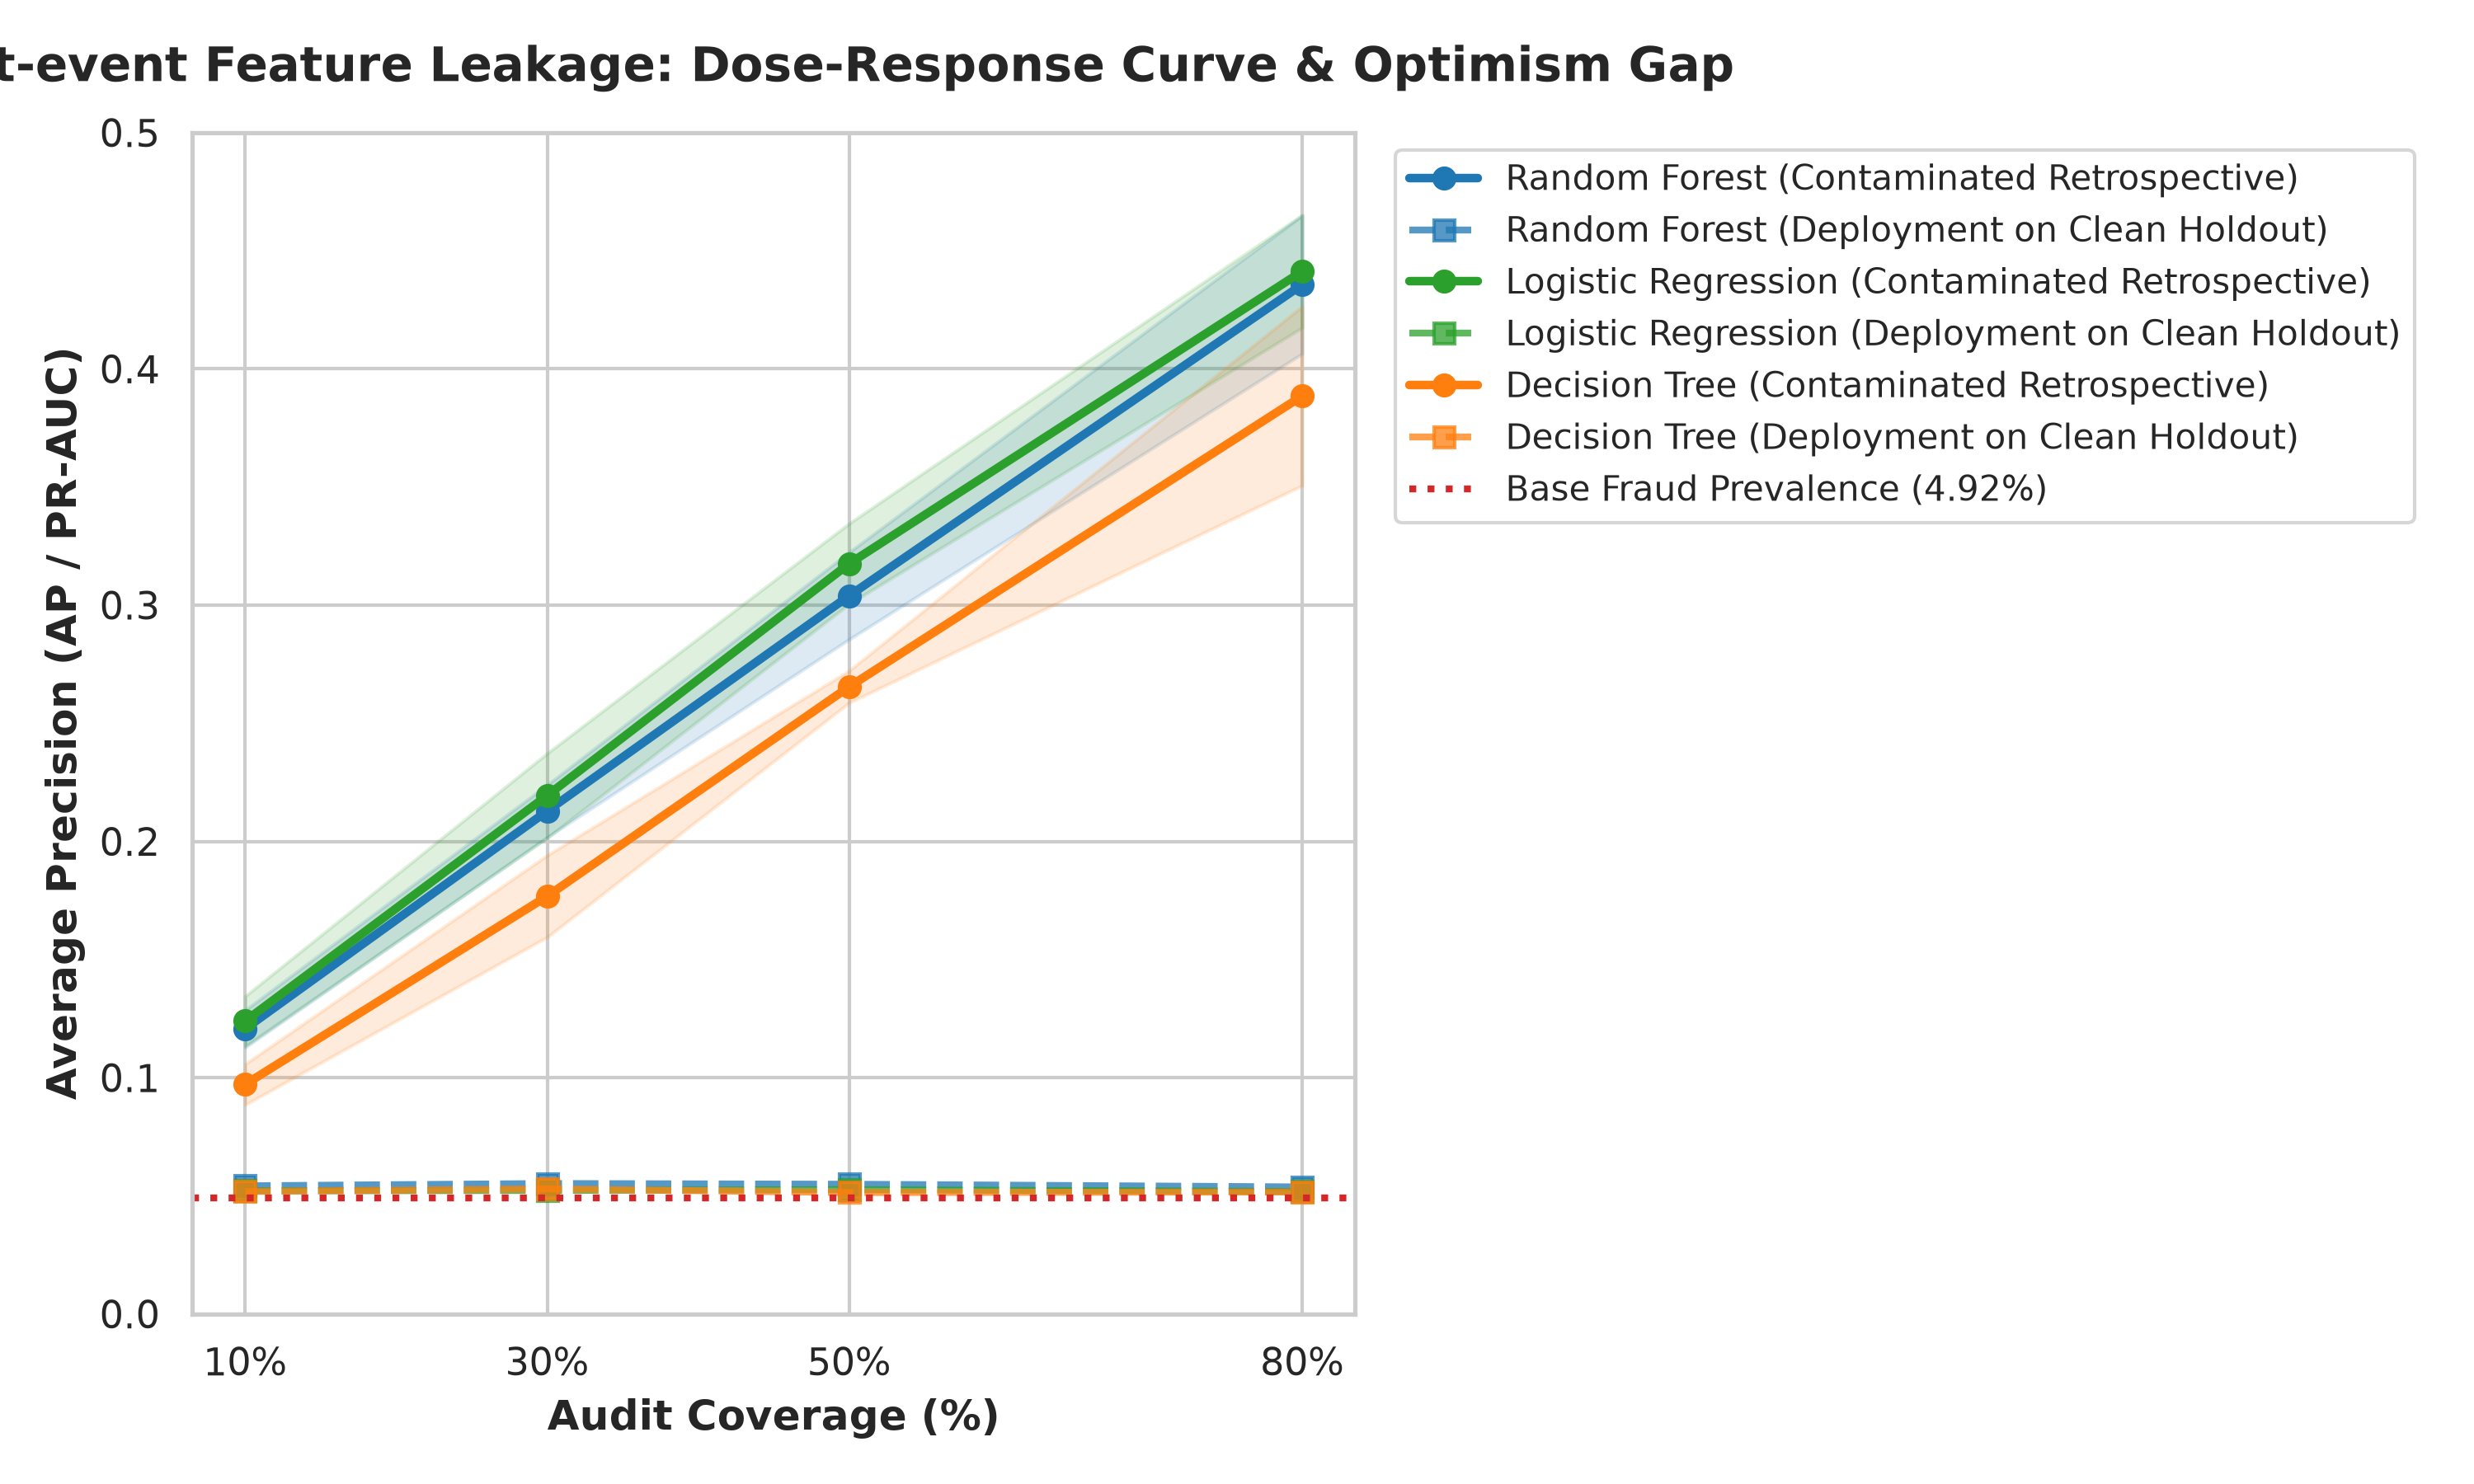 t-event Feature Leakage: Dose-Response Curve & Optimism Gap
Average Precision (AP / PR-AUC)
0.5
0.4
0.3
0.2
0.1
0.0
10% 30% 50% 80%
Audit Coverage (%)
Random Forest (Contaminated Retrospective)
Random Forest (Deployment on Clean Holdout)
Logistic Regression (Contaminated Retrospective)
Logistic Regression (Deployment on Clean Holdout)
Decision Tree (Contaminated Retrospective)
Decision Tree (Deployment on Clean Holdout)
Base Fraud Prevalence (4.92%)